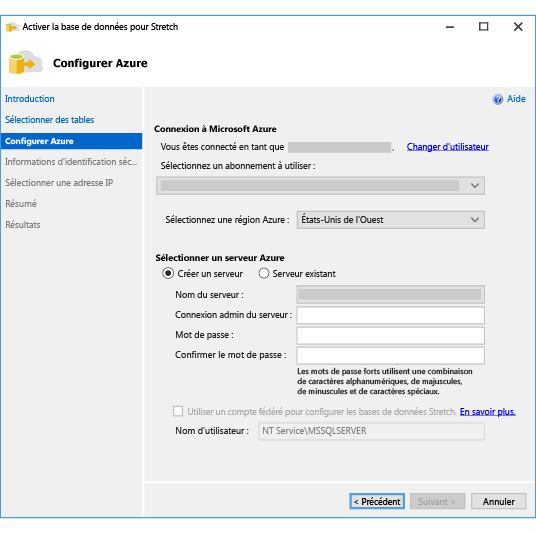 Activer la base de données pour Stretch
Configurer Azure
Introduction
Sélectionner des tables
Configurer Azure
Informations d'identification séc...
Sélectionner une adresse IP
Résumé
Résultats
Aide
Connexion à Microsoft Azure
Vous êtes connecté en tant que . Changer d'utilisateur
Sélectionnez un abonnement à utiliser :
Sélectionnez une région Azure : États-Unis de l'Ouest
Sélectionner un serveur Azure
Créer un serveur Serveur existant
Nom du serveur :
Connexion admin du serveur :
Mot de passe :
Confirmer le mot de passe :
Les mots de passe forts utilisent une combinaison
de caractères alphanumériques, de majuscules,
de minuscules et de caractères spéciaux.
Utiliser un compte fédéré pour configurer les bases de données Stretch. En savoir plus.
Nom d'utilisateur : NT Service\MSSQLSERVER
< Précédent Suivant > Annuler